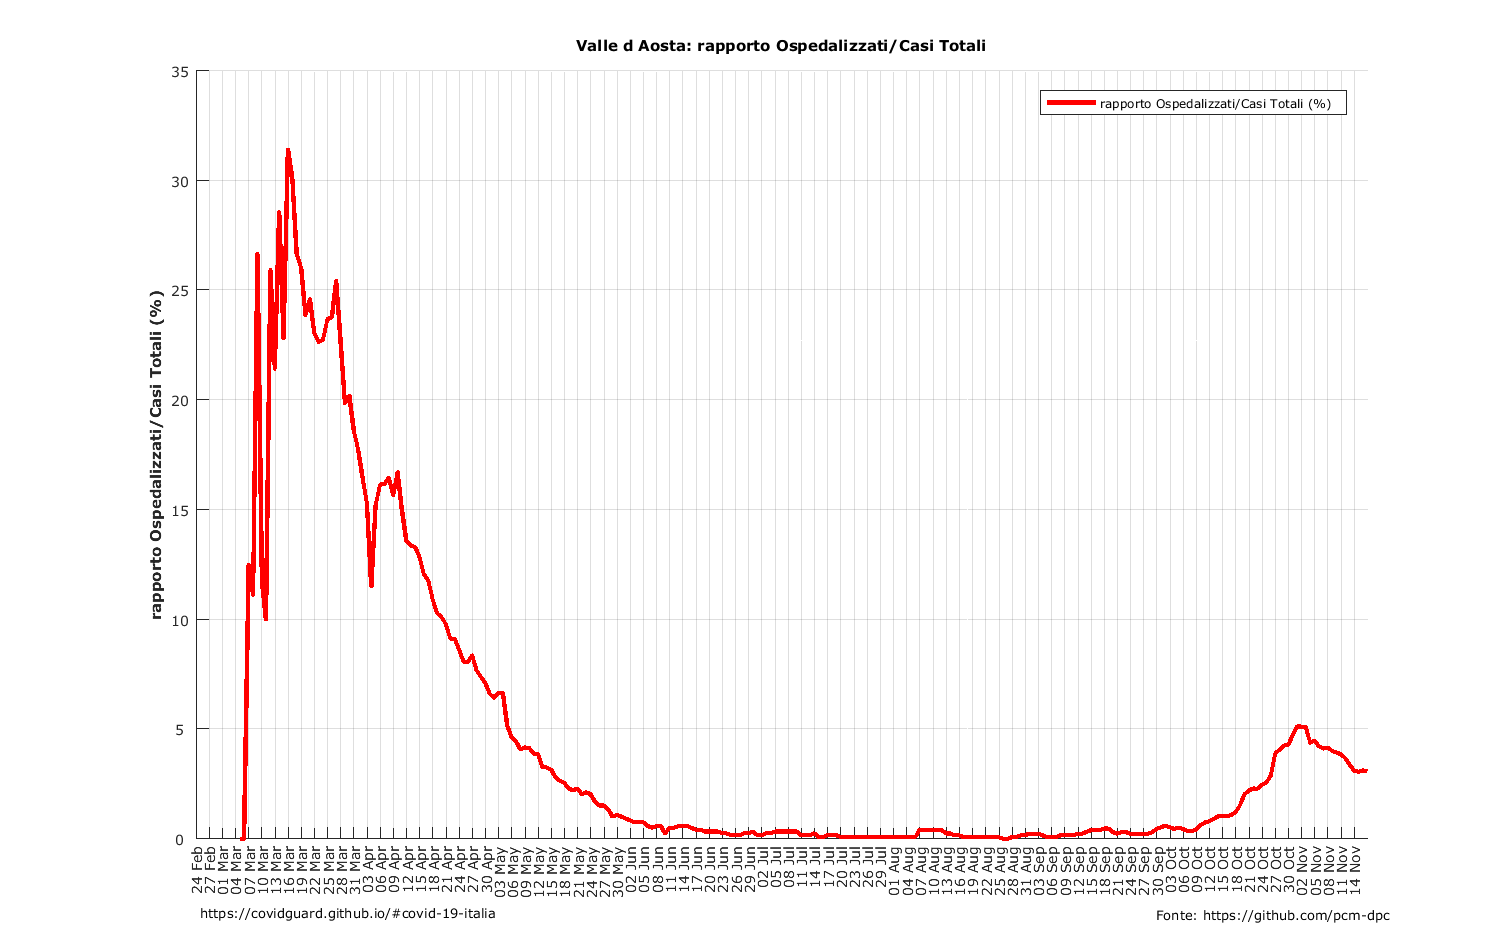 Valle d Aosta: rapporto Ospedalizzati/Casi Totali
rapporto Ospedalizzati/Casi Totali (%)
rapporto Ospedalizzati/Casi Totali (%)
35
30
25
20
15
10
5
0
24 Feb
27 Feb
01 Mar
04 Mar
07 Mar
10 Mar
13 Mar
16 Mar
19 Mar
22 Mar
25 Mar
28 Mar
31 Mar
03 Apr
06 Apr
09 Apr
12 Apr
15 Apr
18 Apr
21 Apr
24 Apr
27 Apr
30 Apr
03 May
06 May
09 May
12 May
15 May
18 May
21 May
24 May
27 May
30 May
02 Jun
05 Jun
08 Jun
11 Jun
14 Jun
17 Jun
20 Jun
23 Jun
26 Jun
29 Jun
02 Jul
05 Jul
08 Jul
11 Jul
14 Jul
17 Jul
20 Jul
23 Jul
26 Jul
29 Jul
01 Aug
04 Aug
07 Aug
10 Aug
13 Aug
16 Aug
19 Aug
22 Aug
25 Aug
28 Aug
31 Aug
03 Sep
06 Sep
09 Sep
12 Sep
15 Sep
18 Sep
21 Sep
24 Sep
27 Sep
30 Sep
03 Oct
06 Oct
09 Oct
12 Oct
15 Oct
18 Oct
21 Oct
24 Oct
27 Oct
30 Oct
02 Nov
05 Nov
08 Nov
11 Nov
14 Nov
https://covidguard.github.io/#covid-19-italia
Fonte: https://github.com/pcm-dpc